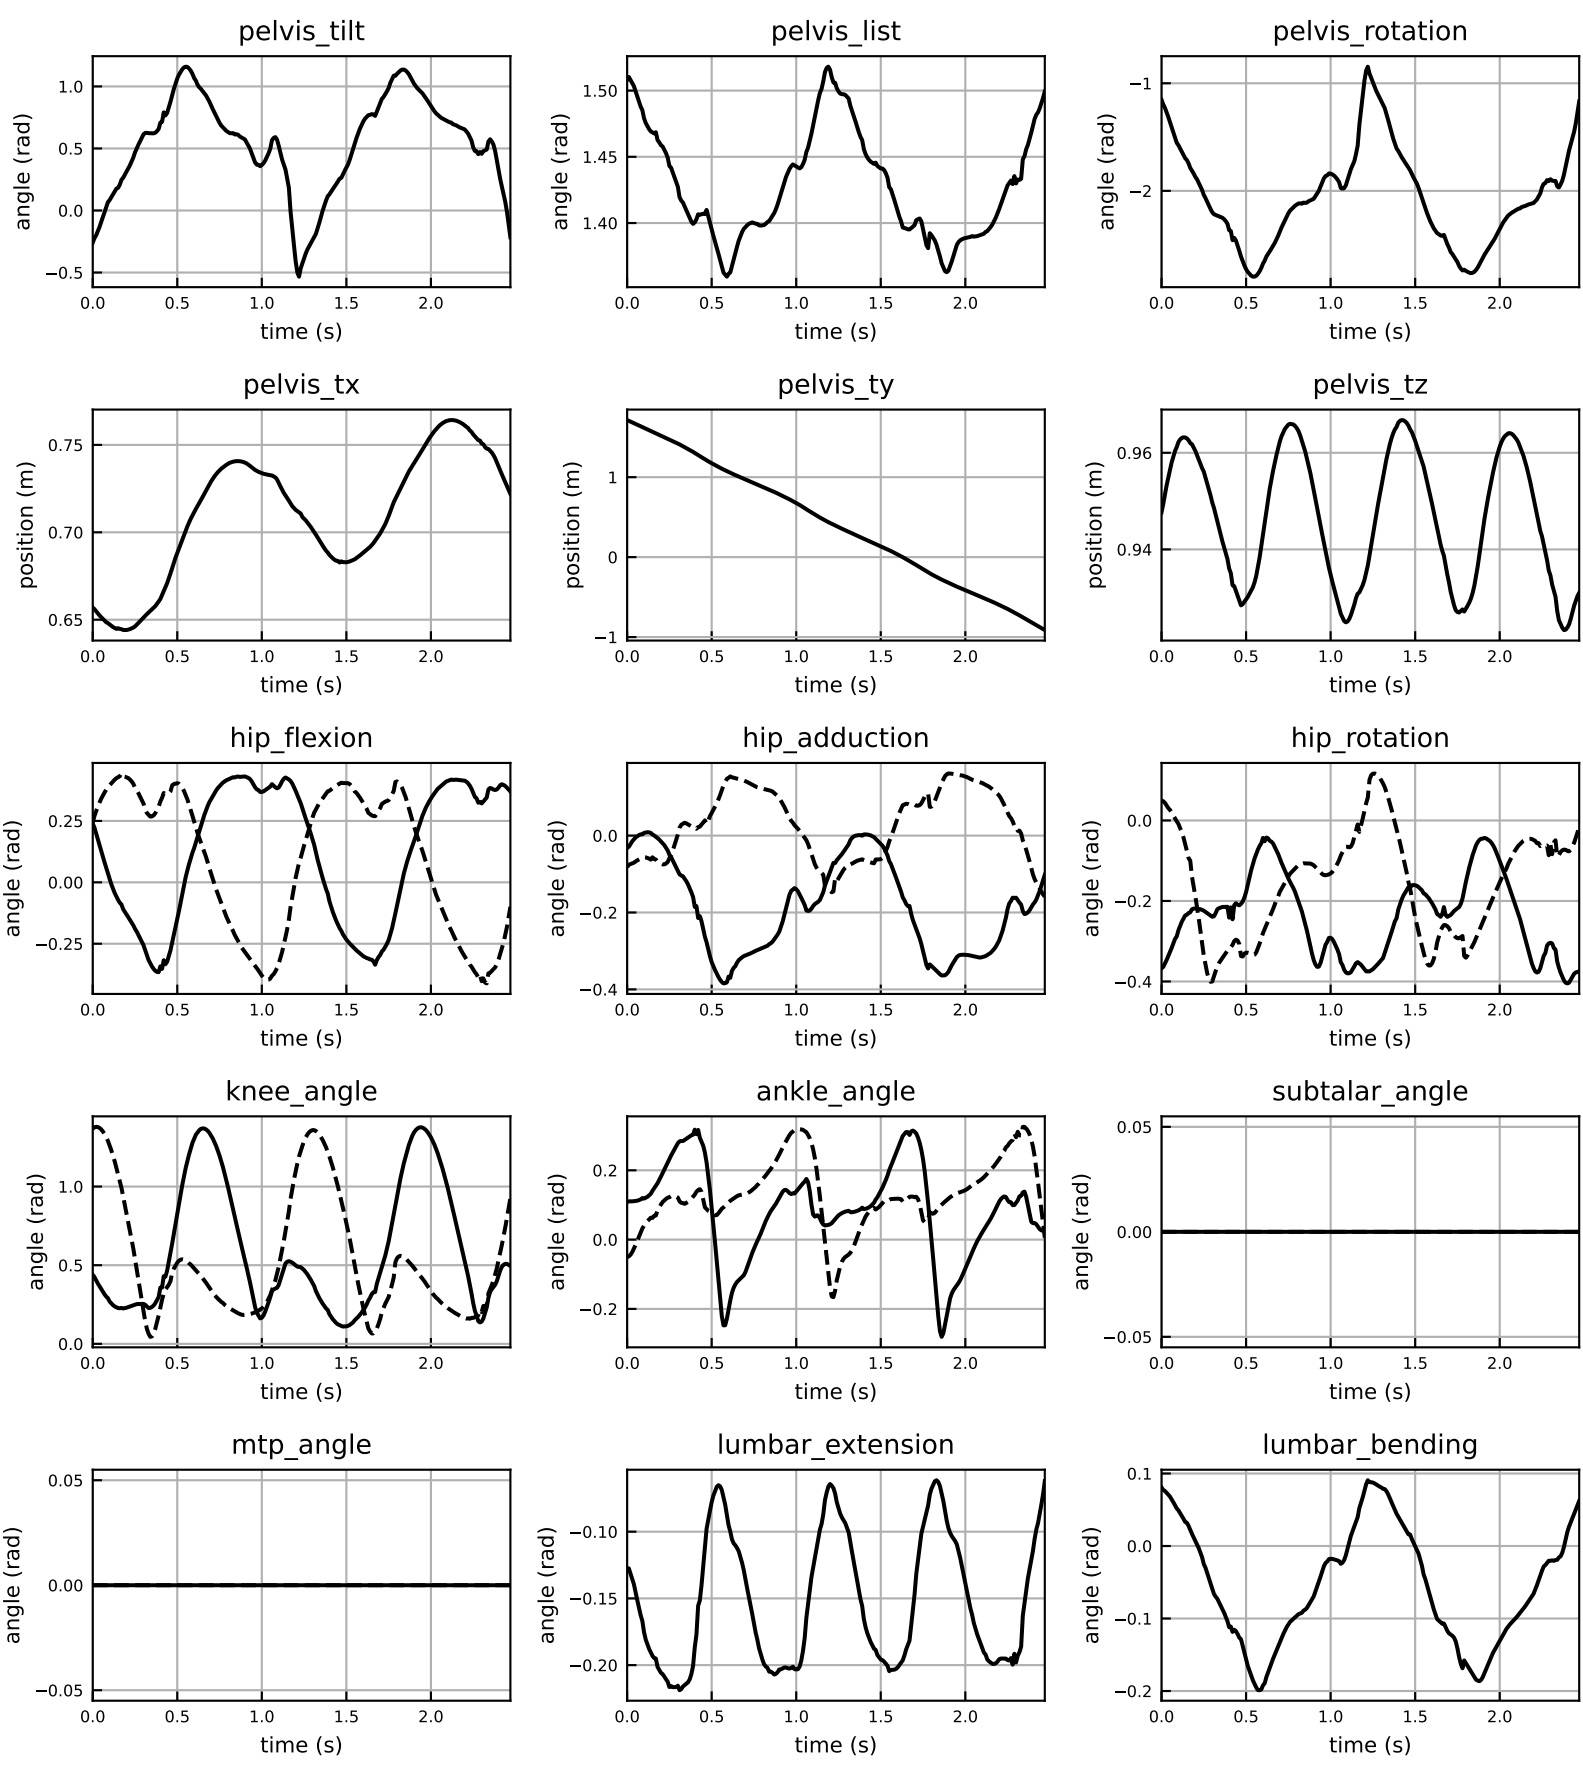 pelvis_tilt
angle (rad)
1.0
0.5
0.0
−0.5
0.0 0.5 1.0 1.5 2.0
time (s)
pelvis_list
angle (rad)
1.50
1.45
1.40
0.0 0.5 1.0 1.5 2.0
time (s)
pelvis_rotation
angle (rad)
−1
−2
0.0 0.5 1.0 1.5 2.0
time (s)
pelvis_tx
position (m)
0.75
0.70
0.65
0.0 0.5 1.0 1.5 2.0
time (s)
pelvis_ty
position (m)
1
0
−1
0.0 0.5 1.0 1.5 2.0
time (s)
pelvis_tz
position (m)
0.96
0.94
0.0 0.5 1.0 1.5 2.0
time (s)
hip_flexion
angle (rad)
0.25
0.00
−0.25
0.0 0.5 1.0 1.5 2.0
time (s)
hip_adduction
angle (rad)
0.0
−0.2
−0.4
0.0 0.5 1.0 1.5 2.0
time (s)
hip_rotation
angle (rad)
0.0
−0.2
−0.4
0.0 0.5 1.0 1.5 2.0
time (s)
knee_angle
angle (rad)
1.0
0.5
0.0
0.0 0.5 1.0 1.5 2.0
time (s)
ankle_angle
angle (rad)
0.2
0.0
−0.2
0.0 0.5 1.0 1.5 2.0
time (s)
subtalar_angle
angle (rad)
0.05
0.00
−0.05
0.0 0.5 1.0 1.5 2.0
time (s)
mtp_angle
angle (rad)
0.05
0.00
−0.05
0.0 0.5 1.0 1.5 2.0
time (s)
lumbar_extension
angle (rad)
−0.10
−0.15
−0.20
0.0 0.5 1.0 1.5 2.0
time (s)
lumbar_bending
angle (rad)
0.1
0.0
−0.1
−0.2
0.0 0.5 1.0 1.5 2.0
time (s)